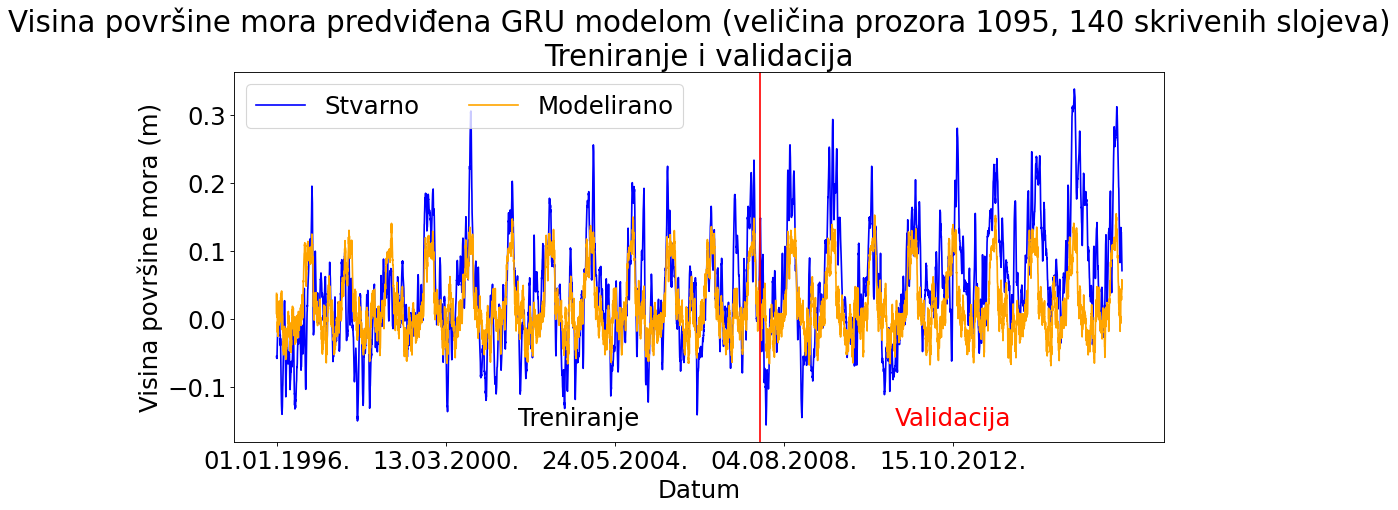 Visina površine mora predviđena GRU modelom (veličina prozora 1095, 140 skrivenih slojeva)
Treniranje i validacija
Stvarno
Modelirano
Visina površine mora (m)
0.3
0.2
0.1
0.0
−0.1
Treniranje
Validacija
01.01.1996.
13.03.2000.
24.05.2004.
04.08.2008.
15.10.2012.
Datum